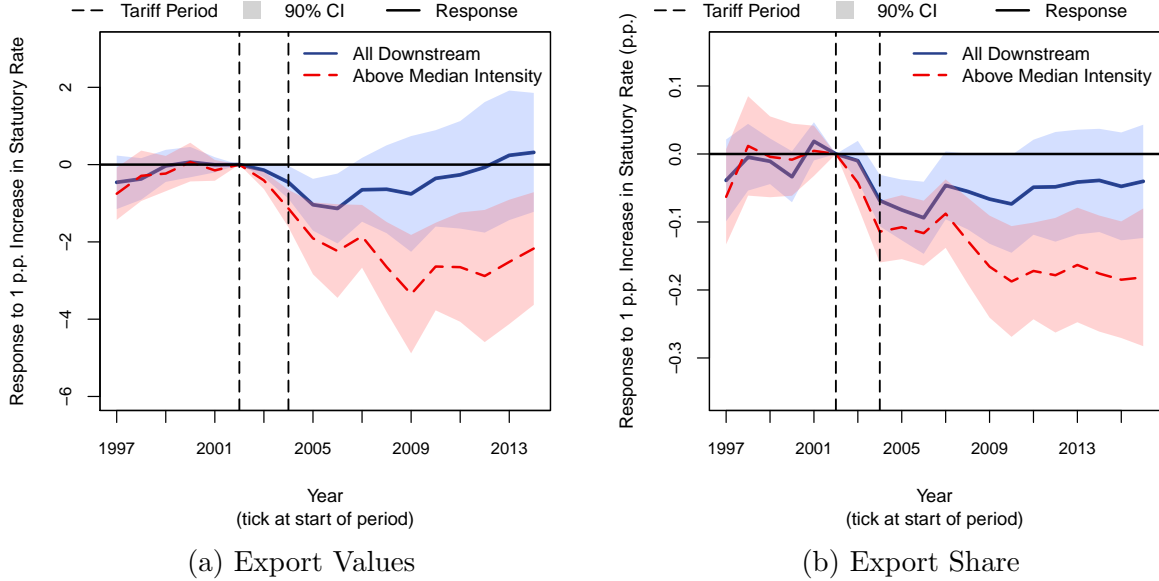 Tariff Period 90% CI Response
All Downstream
Above Median Intensity
Response to 1 p.p. Increase in Statutory Rate
2
0
−2
−4
−6
1997 2001 2005 2009 2013
Year
(tick at start of period)
(a) Export Values
Tariff Period 90% CI Response
All Downstream
Above Median Intensity
Response to 1 p.p. Increase in Statutory Rate (p.p.)
0.1
0.0
−0.1
−0.2
−0.3
1997 2001 2005 2009 2013
Year
(tick at start of period)
(b) Export Share